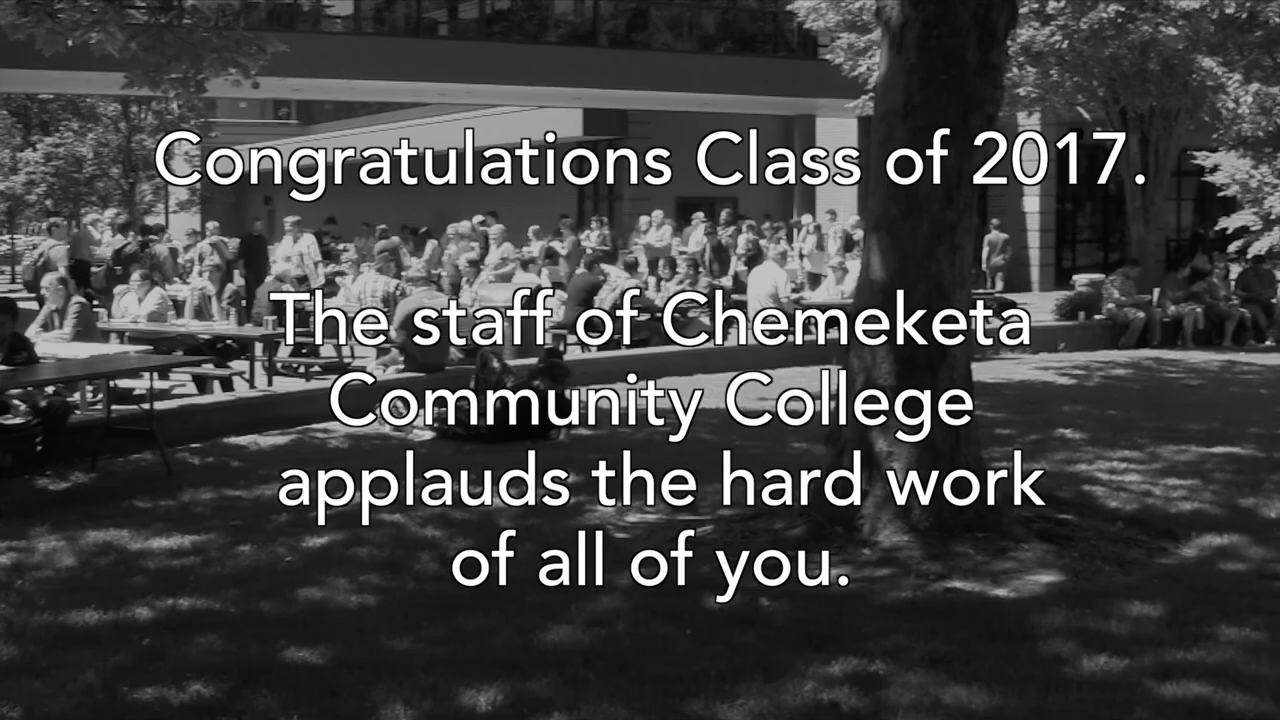 Congratulations Class of 2017.
The staff of Chemeketa
Community College
applauds the hard work
of all of you.